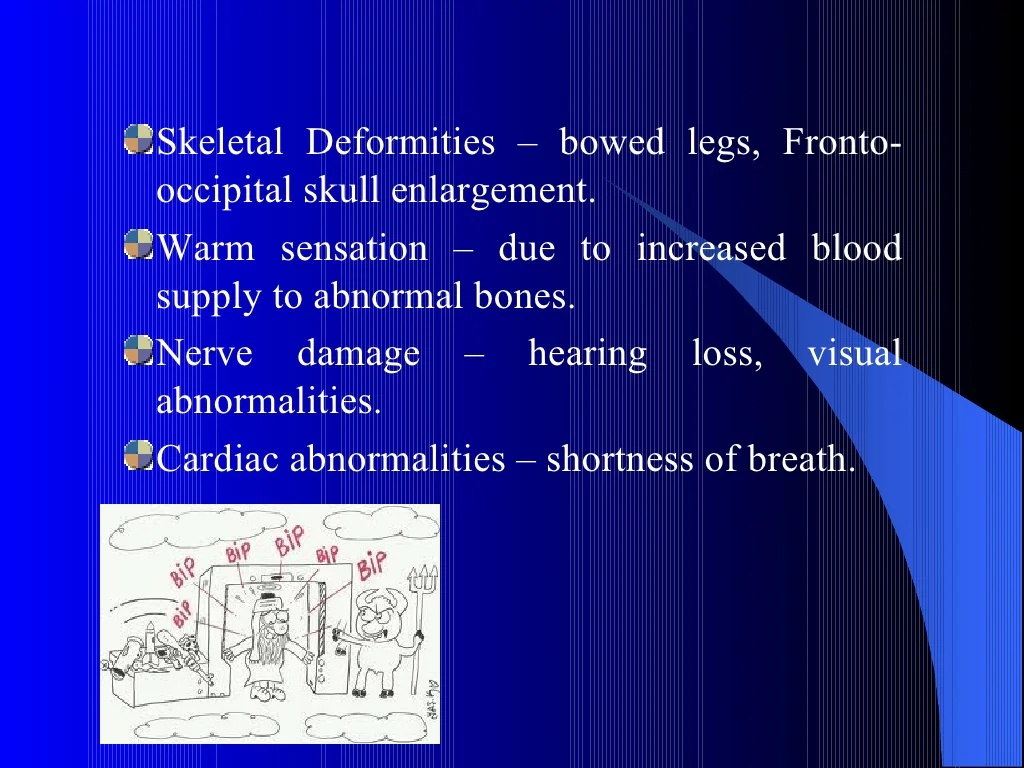 Skeletal Deformities – bowed legs, Fronto-
occipital skull enlargement.
Warm sensation – due to increased blood
supply to abnormal bones.
Nerve damage – hearing loss, visual
abnormalities.
Cardiac abnormalities – shortness of breath.
BiP
BiP
BiP
BiP
BiP
BiP